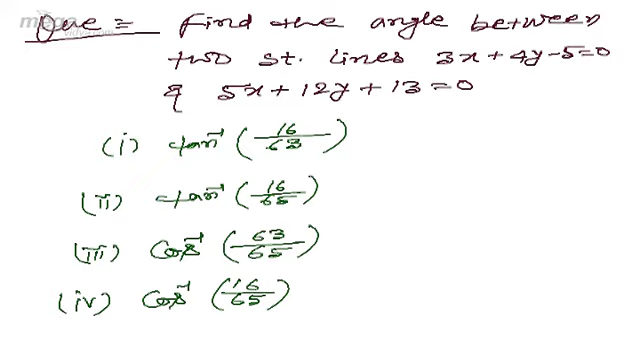 Que = Find the angle between
two st. lines 3x+4y-5=0
& 5x+12y+13=0
(i) tan⁻¹ (16/63)
(ii) tan⁻¹ (16/65)
(iii) Cos⁻¹ (63/65)
(iv) Cos⁻¹ (16/65)